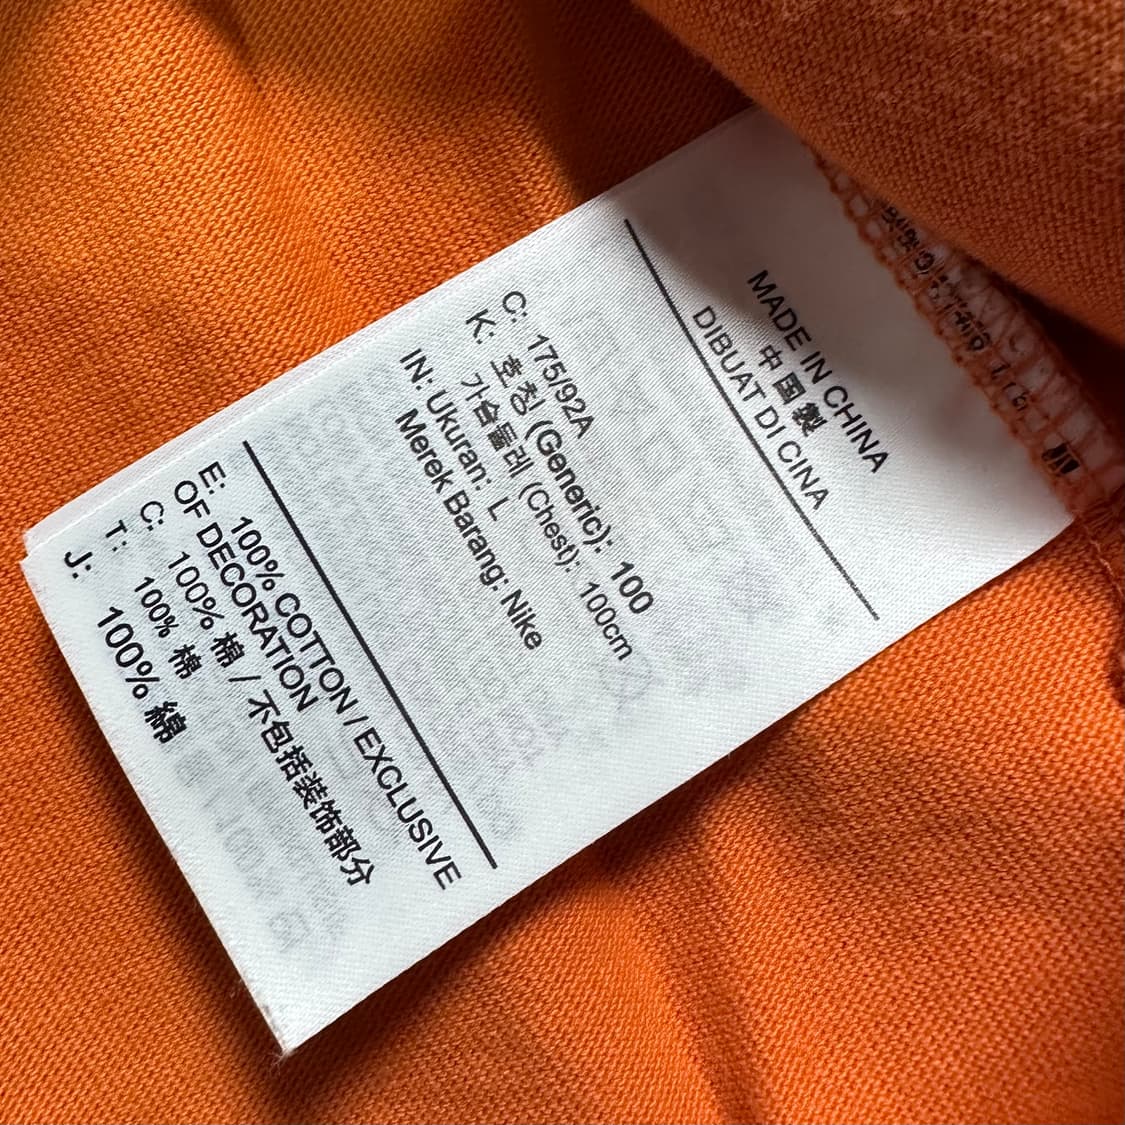 MADE IN CHINA
中国製
DIBUAT DI CINA
C: 175/92A
K: 호칭 (Generic): 100
가슴둘레 (Chest): 100cm
IN: Ukuran: L
Merek Barang: Nike
E: 100% COTTON / EXCLUSIVE
OF DECORATION
C: 100% 棉 / 不包括装饰部分
T: 100% 棉
J: 100% 綿